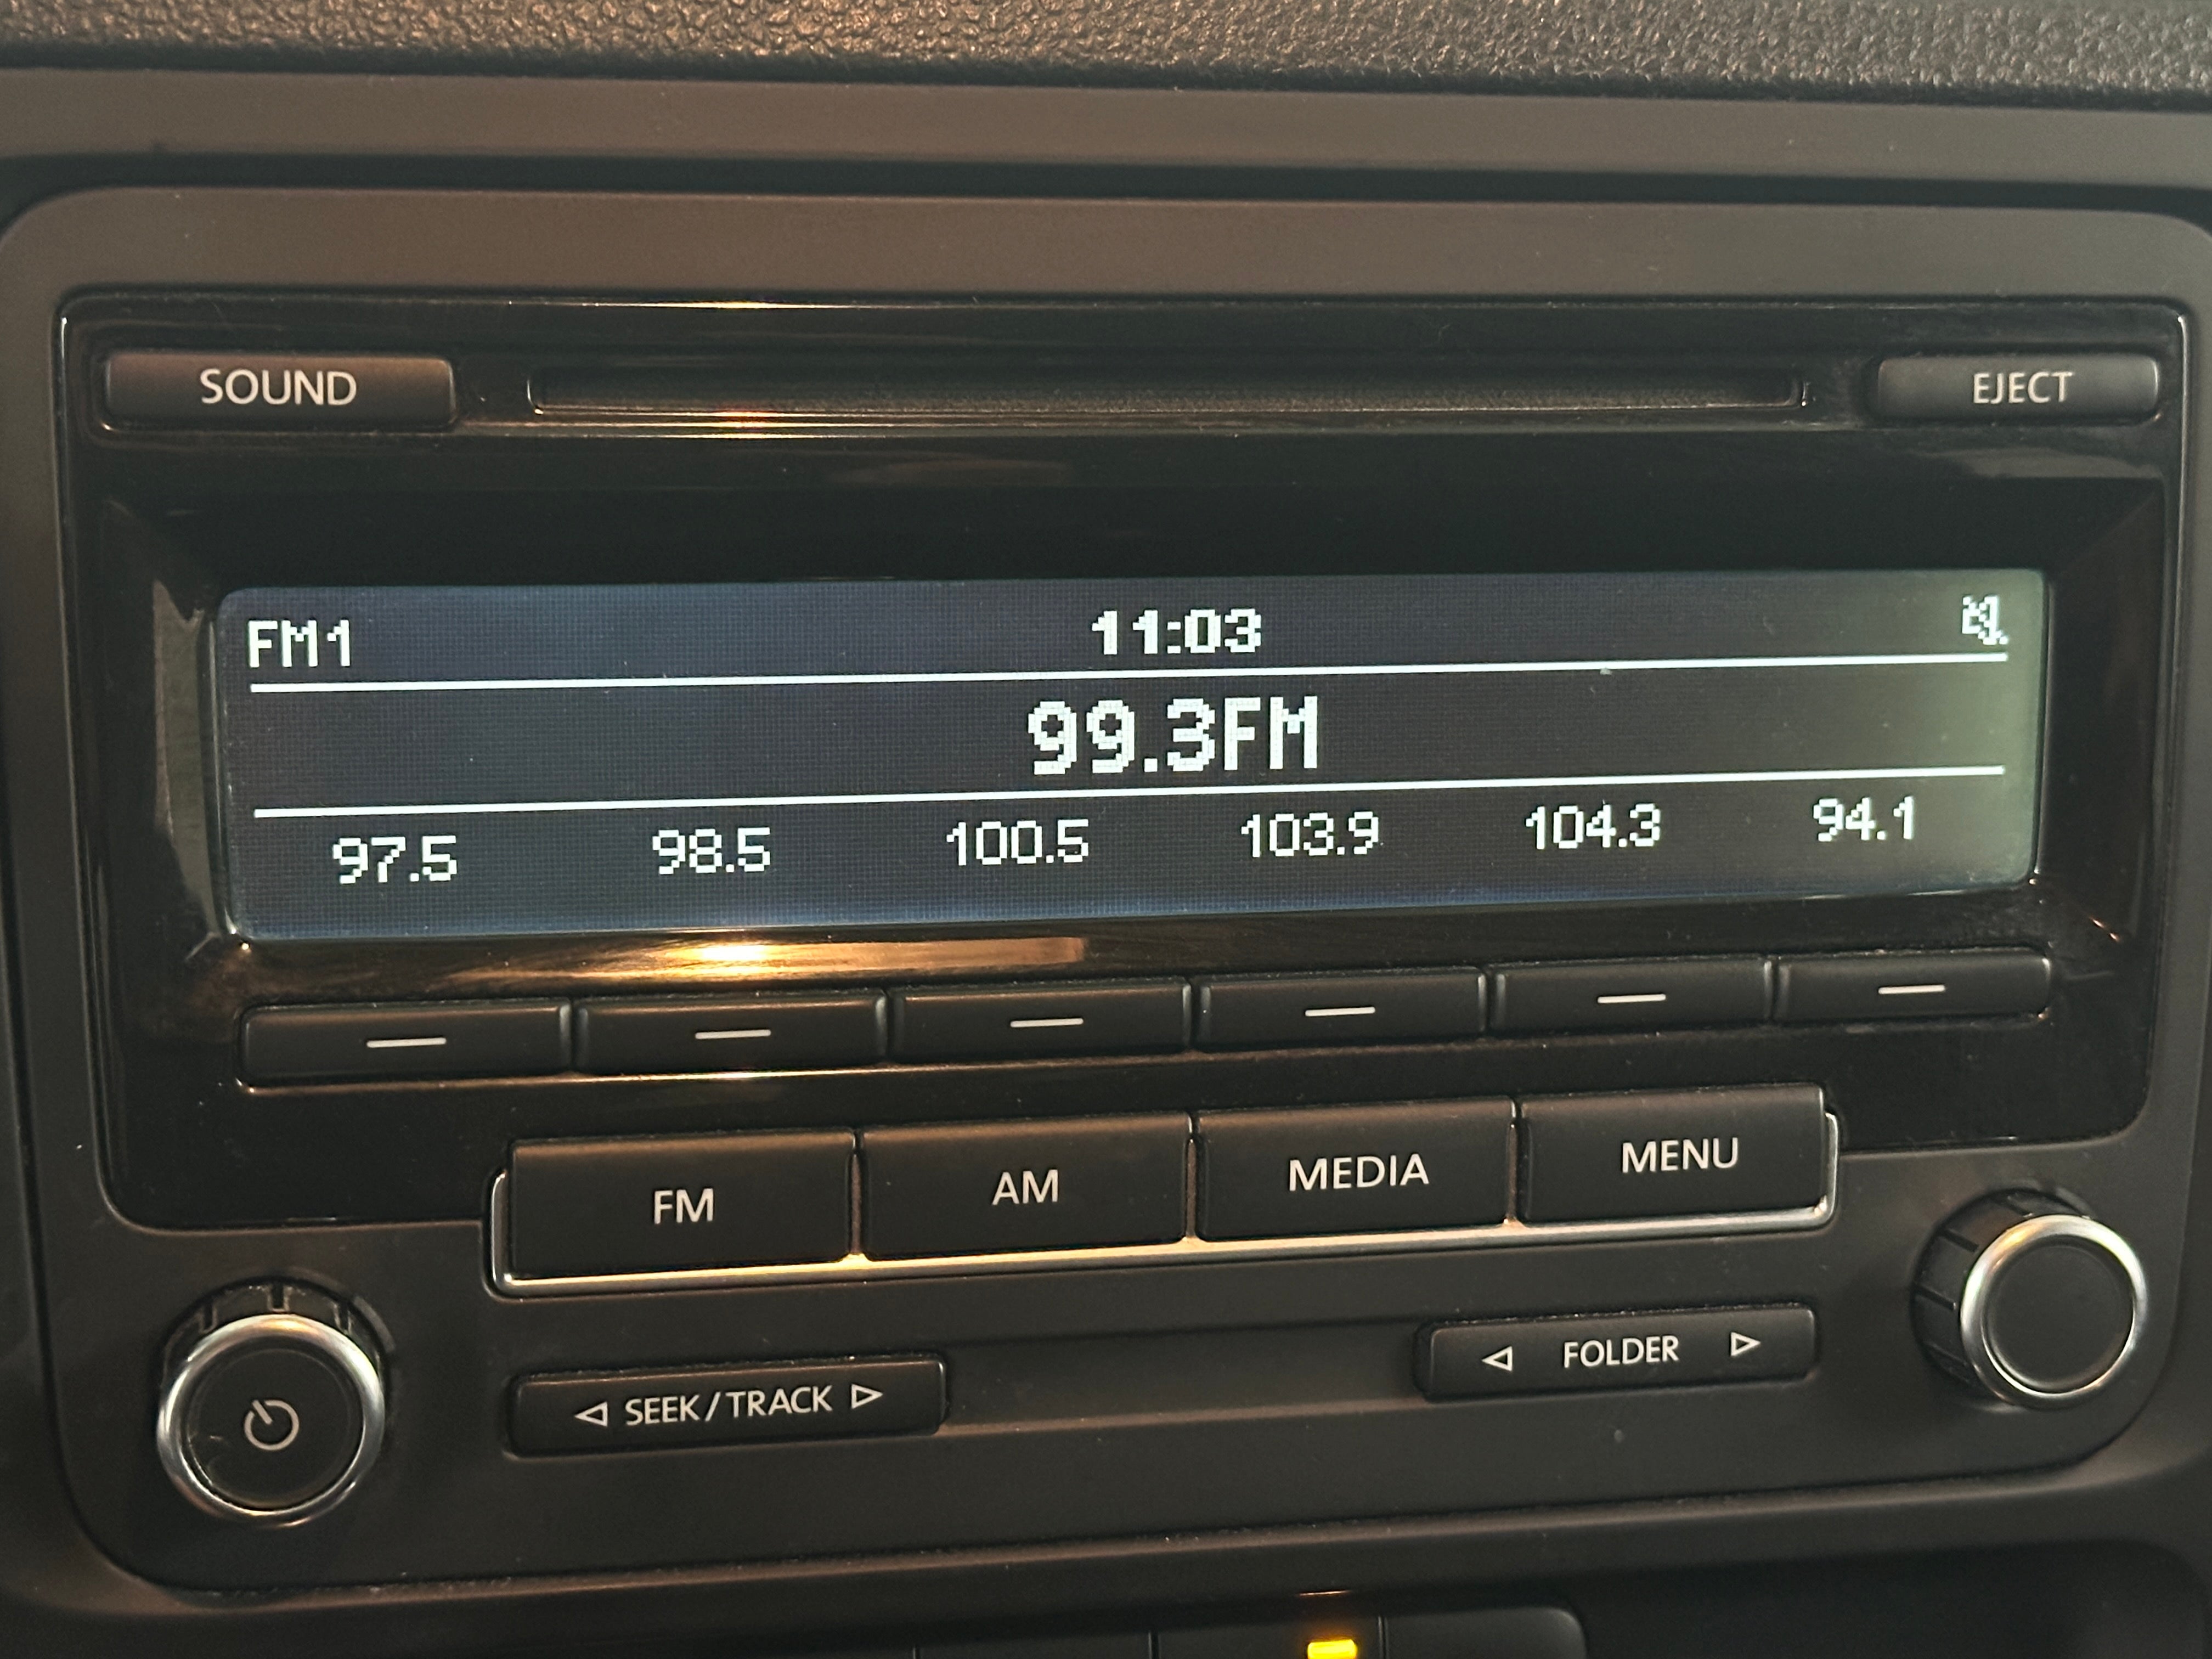 SOUND
EJECT
FM1 11:03
99.3FM
97.5 98.5 100.5 103.9 104.3 94.1
FM AM MEDIA MENU
SEEK/TRACK FOLDER